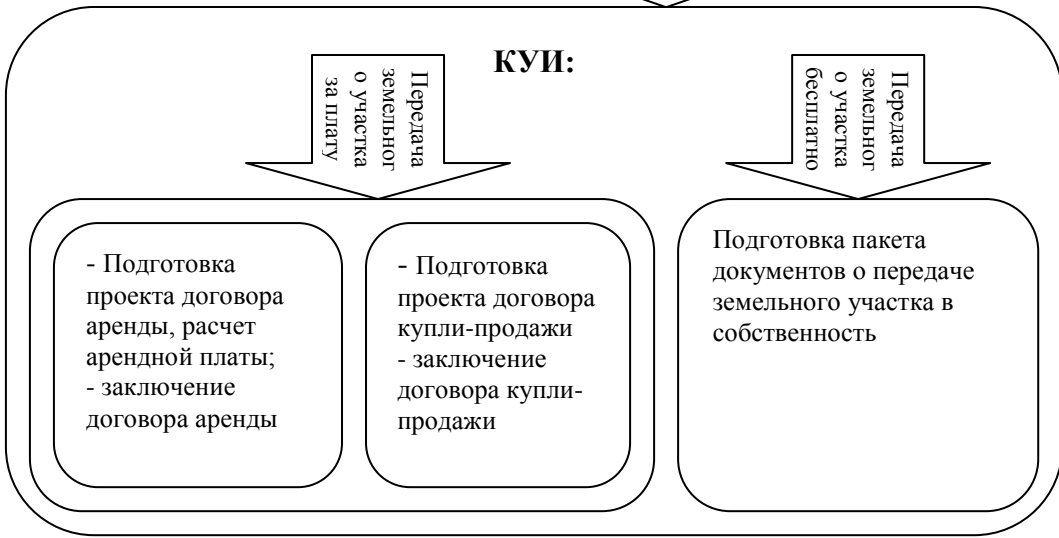 КУИ:
Передача
земельног
о участка
за плату
Передача
земельног
о участка
бесплатно
- Подготовка
проекта договора
аренды, расчет
арендной платы;
- заключение
договора аренды
- Подготовка
проекта договора
купли-продажи
- заключение
договора купли-
продажи
Подготовка пакета
документов о передаче
земельного участка в
собственность